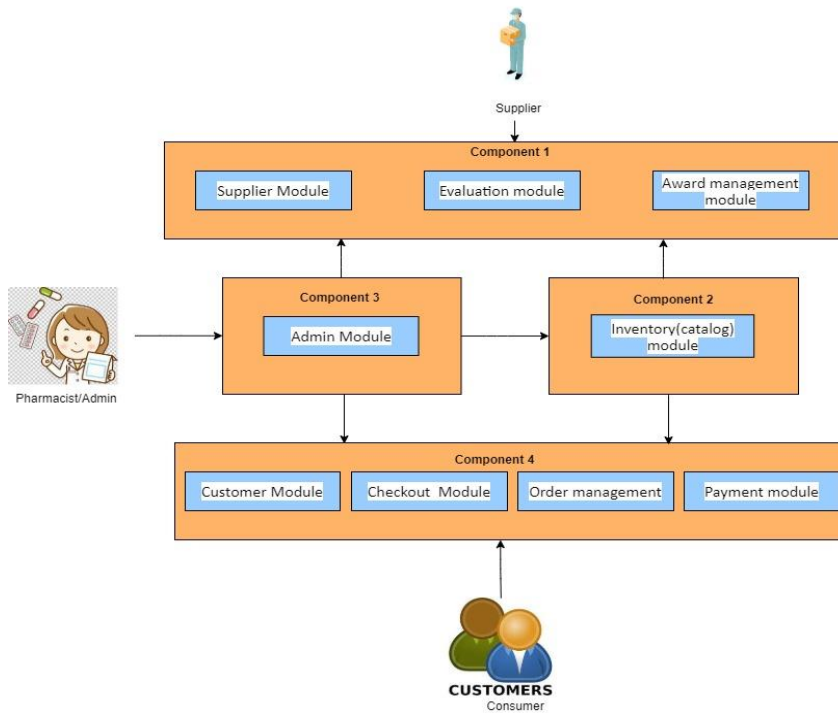 Supplier
Component 1
Supplier Module
Evaluation module
Award management
module
Component 3
Component 2
Admin Module
Inventory(catalog)
module
Pharmacist/Admin
Component 4
Customer Module
Checkout  Module
Order management
Payment module
CUSTOMERS
Consumer